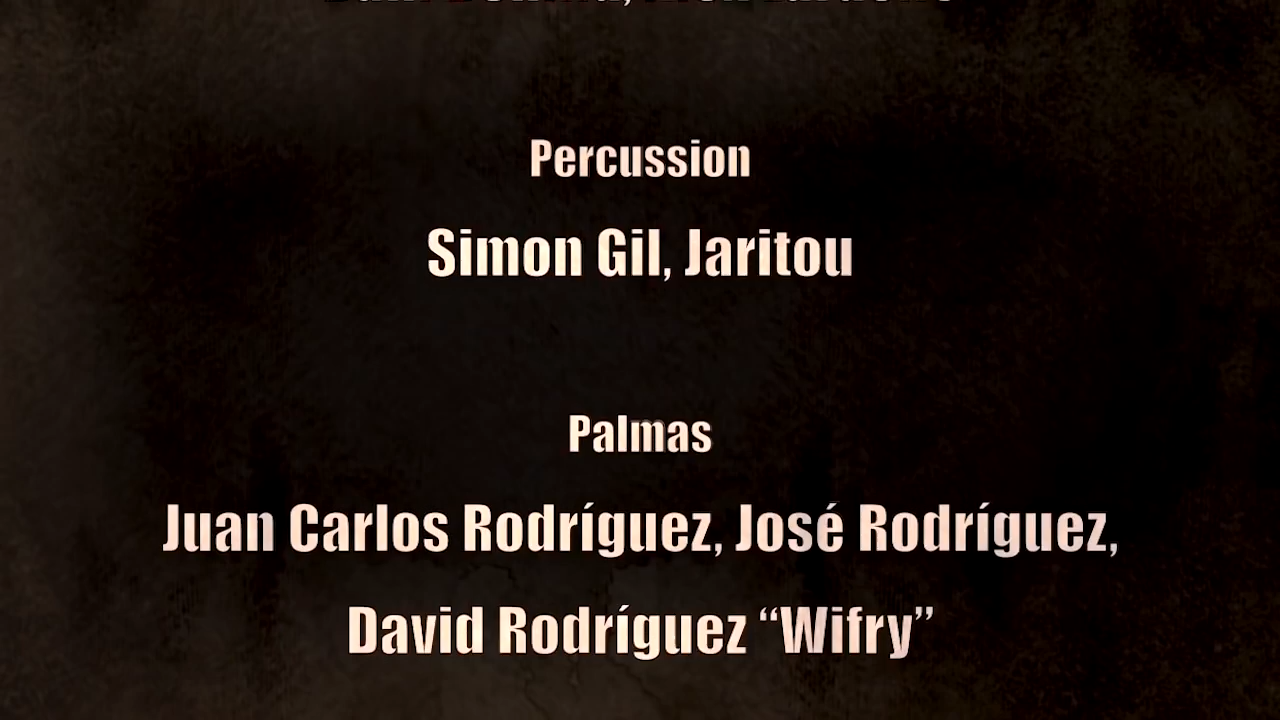 Percussion
Simon Gil, Jaritou
Palmas
Juan Carlos Rodríguez, José Rodríguez,
David Rodríguez “Wifry”